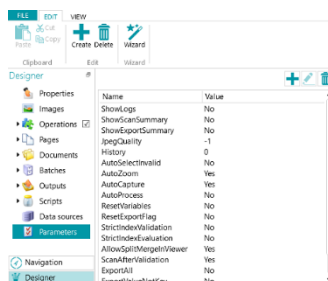 FILE EDIT VIEW
Paste Cut Copy Create Delete Wizard
Clipboard Edit Wizard
Designer
Properties
Images
Operations
Pages
Documents
Batches
Outputs
Scripts
Data sources
Parameters
Navigation
Designer
Name Value
ShowLogs No
ShowScanSummary No
ShowExportSummary No
JpegQuality -1
History 0
AutoSelectInvalid No
AutoZoom Yes
AutoCapture Yes
AutoProcess No
ResetVariables No
ResetExportFlag No
StrictIndexValidation No
StrictIndexEvaluation No
AllowSplitMergeInViewer Yes
ScanAfterValidation Yes
ExportAll No
ExportValueNotKey No